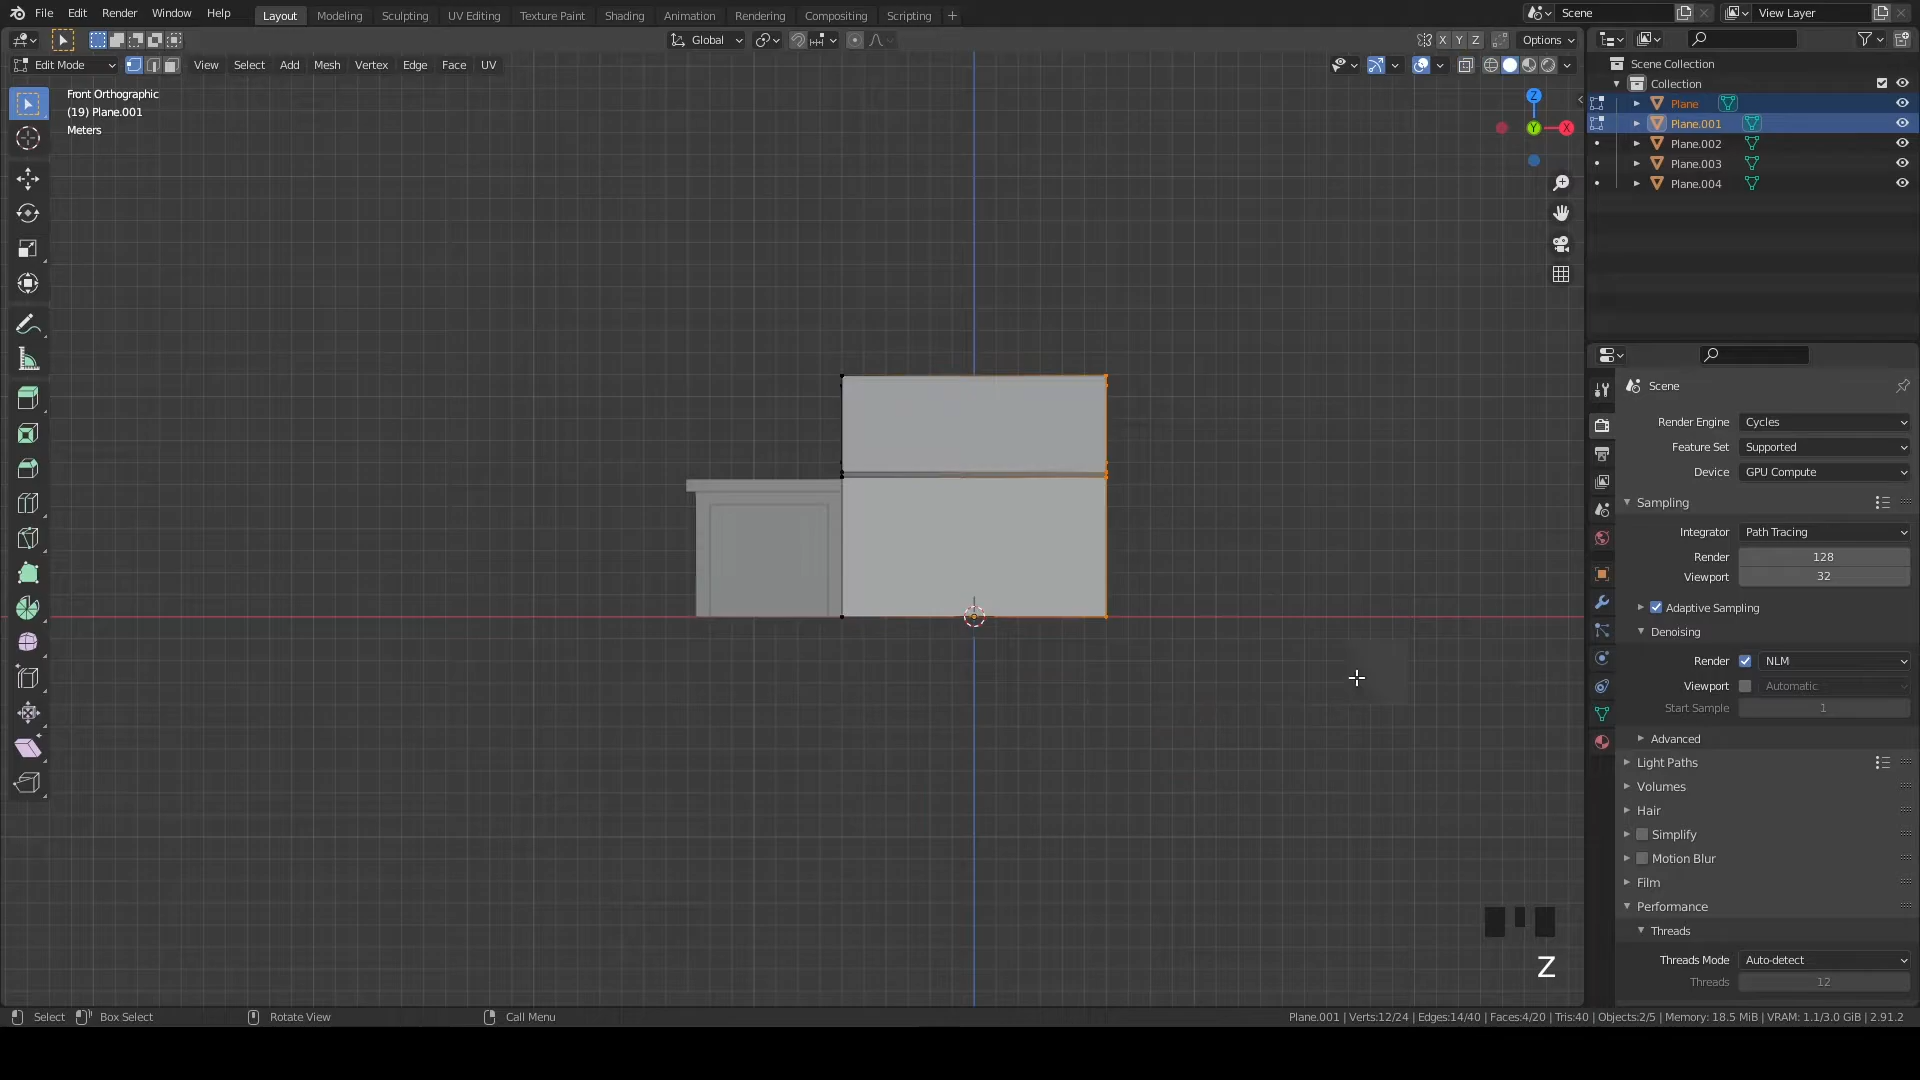 File Edit Render Window Help Layout Modeling Sculpting UV Editing Texture Paint Shading Animation Rendering Compositing Scripting + Scene View Layer
Global X Y Z Options
Edit Mode View Select Add Mesh Vertex Edge Face UV
Front Orthographic
(19) Plane.001
Meters
Z
Y
X
Scene Collection
Collection
Plane
Plane.001
Plane.002
Plane.003
Plane.004
Scene
Render Engine Cycles
Feature Set Supported
Device GPU Compute
Sampling
Integrator Path Tracing
Render 128
Viewport 32
Adaptive Sampling
Denoising
Render NLM
Viewport Automatic
Start Sample 1
Advanced
Light Paths
Volumes
Hair
Simplify
Motion Blur
Film
Performance
Threads
Threads Mode Auto-detect
Threads 12
Z
Select Box Select Rotate View Call Menu Plane.001 | Verts:12/24 | Edges:14/40 | Faces:4/20 | Tris:40 | Objects:2/5 | Memory: 18.5 MiB | VRAM: 1.1/3.0 GiB | 2.91.2